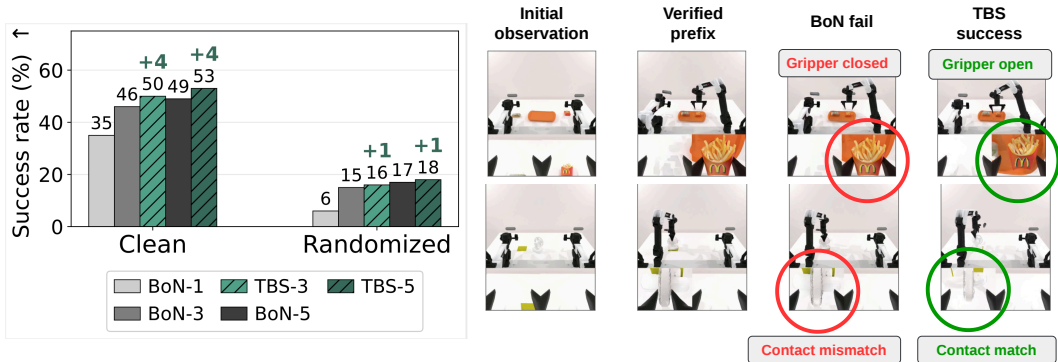 Success rate (%) ↑
60
40
20
0
+4
+4
35
46
50
49
53
+1
+1
6
15
16
17
18
Clean
Randomized
BoN-1
TBS-3
TBS-5
BoN-3
BoN-5
Initial
observation
Verified
prefix
BoN fail
TBS
success
Gripper closed
Gripper open
Contact mismatch
Contact match